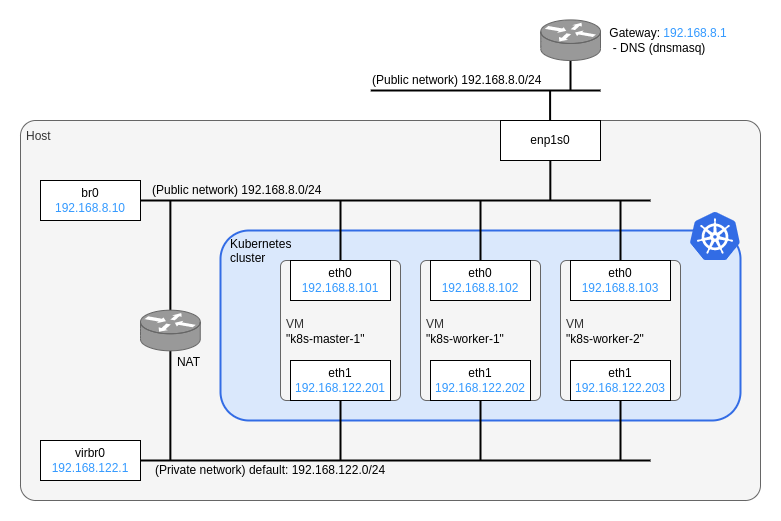 Gateway: 192.168.8.1
- DNS (dnsmasq)
(Public network) 192.168.8.0/24
Host
enp1s0
br0
192.168.8.10
(Public network) 192.168.8.0/24
Kubernetes
cluster
eth0
192.168.8.101
eth0
192.168.8.102
eth0
192.168.8.103
VM
"k8s-master-1"
VM
"k8s-worker-1"
VM
"k8s-worker-2"
NAT
eth1
192.168.122.201
eth1
192.168.122.202
eth1
192.168.122.203
virbr0
192.168.122.1
(Private network) default: 192.168.122.0/24